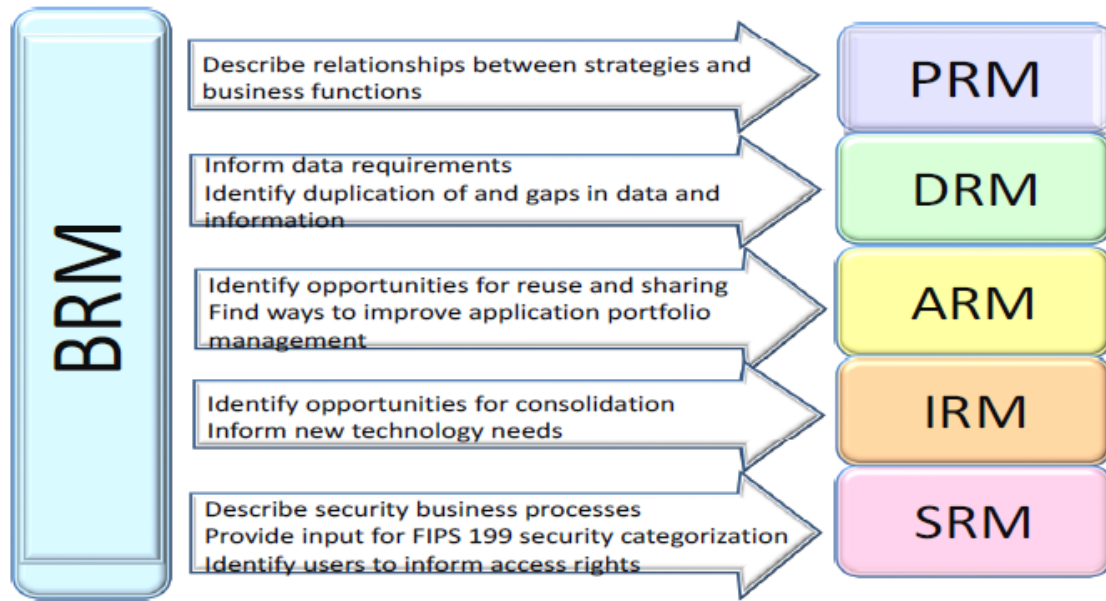 BRM
Describe relationships between strategies and
business functions
PRM
Inform data requirements
Identify duplication of and gaps in data and
information
DRM
Identify opportunities for reuse and sharing
Find ways to improve application portfolio
management
ARM
Identify opportunities for consolidation
Inform new technology needs
IRM
Describe security business processes
Provide input for FIPS 199 security categorization
Identify users to inform access rights
SRM